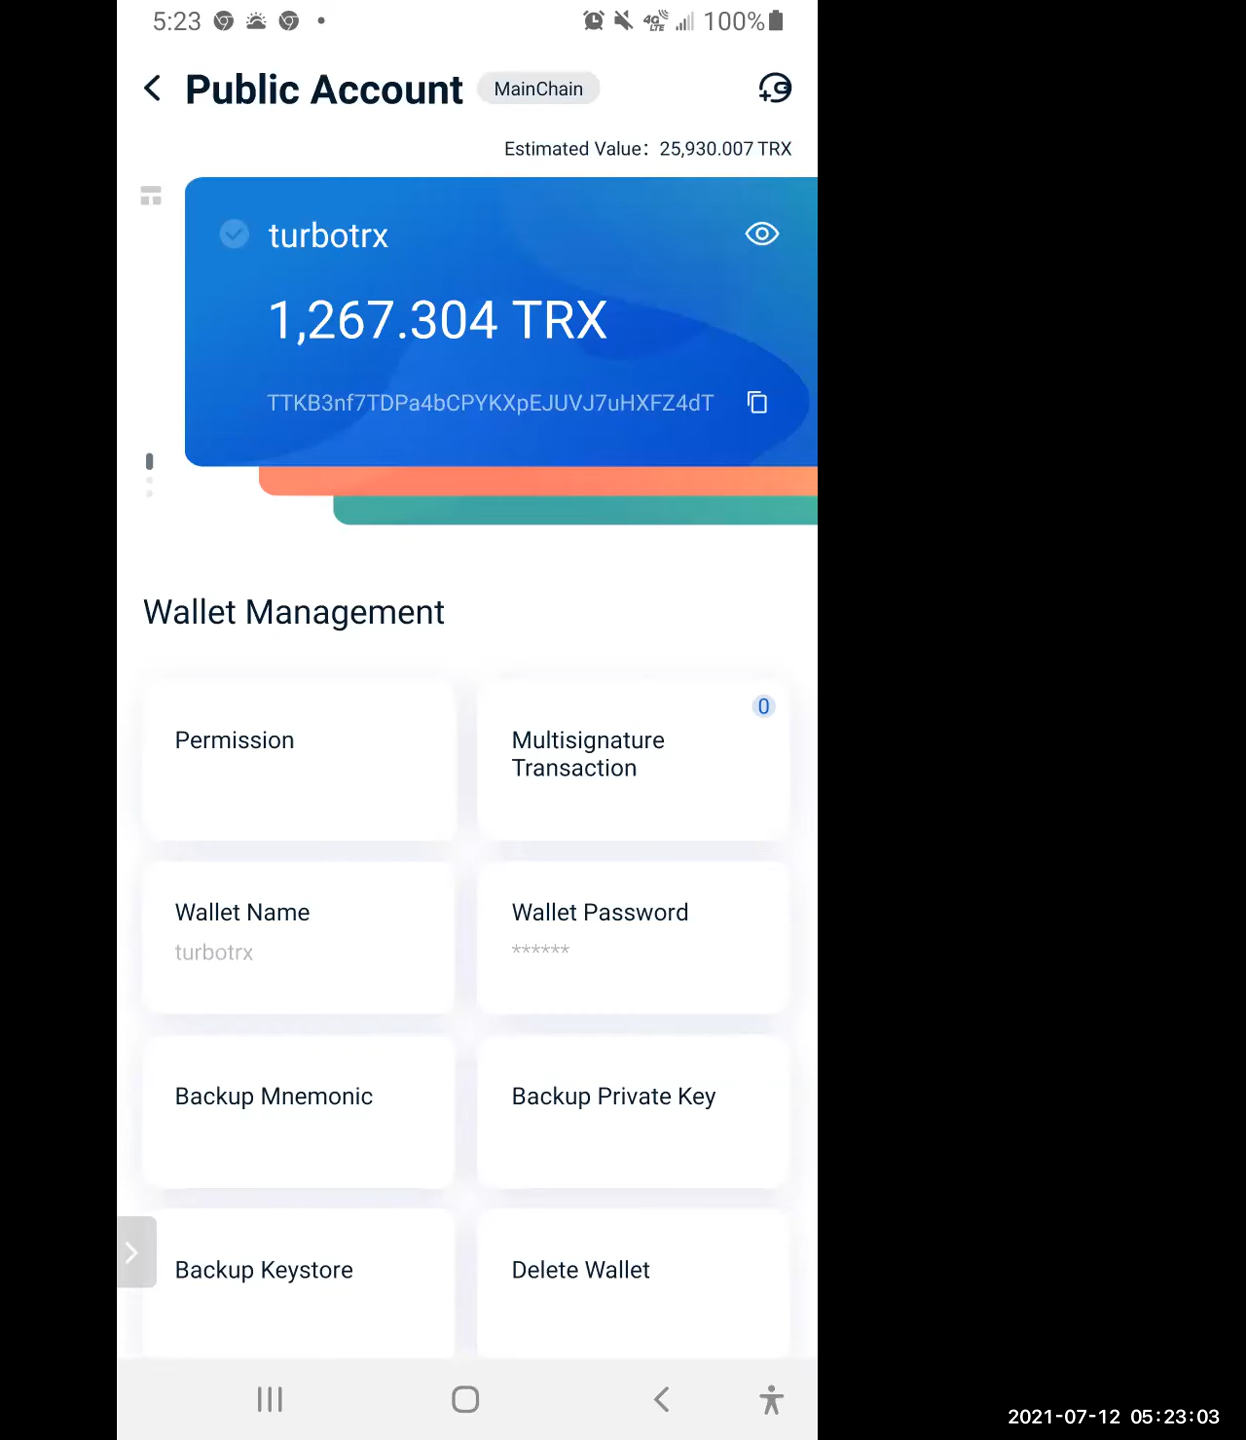 5:23
4G LTE
100%
Public Account
MainChain
Estimated Value: 25,930.007 TRX
turbotrx
1,267.304 TRX
TTKB3nf7TDPa4bCPYKXpEJUVJ7uHXFZ4dT
Wallet Management
0
Permission
Multisignature
Transaction
Wallet Name
turbotrx
Wallet Password
******
Backup Mnemonic
Backup Private Key
Backup Keystore
Delete Wallet
2021-07-12 05:23:03